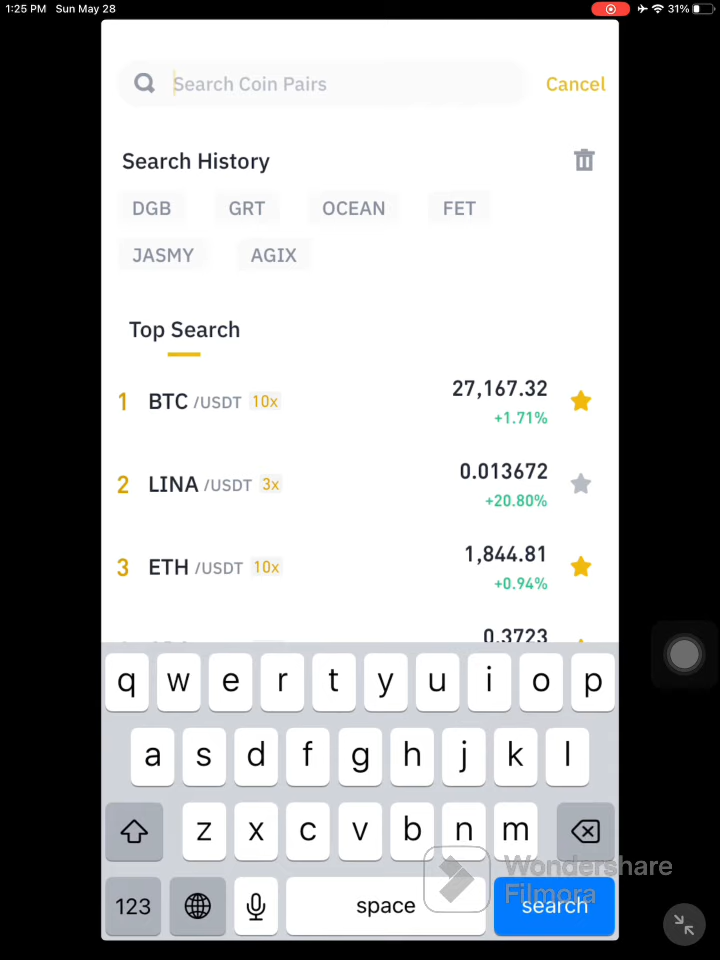 1:25 PM Sun May 28 31%
Search Coin Pairs Cancel
Search History
DGB GRT OCEAN FET
JASMY AGIX
Top Search
1 BTC /USDT 10x 27,167.32
+1.71%
2 LINA /USDT 3x 0.013672
+20.80%
3 ETH /USDT 10x 1,844.81
+0.94%
0.3723
q w e r t y u i o p
a s d f g h j k l
z x c v b n m
Wondershare
Filmora
123 space search